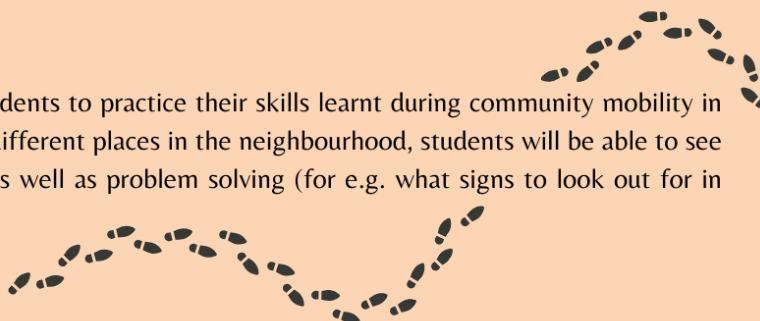 dents to practice their skills learnt during community mobility in
ifferent places in the neighbourhood, students will be able to see
s well as problem solving (for e.g. what signs to look out for in